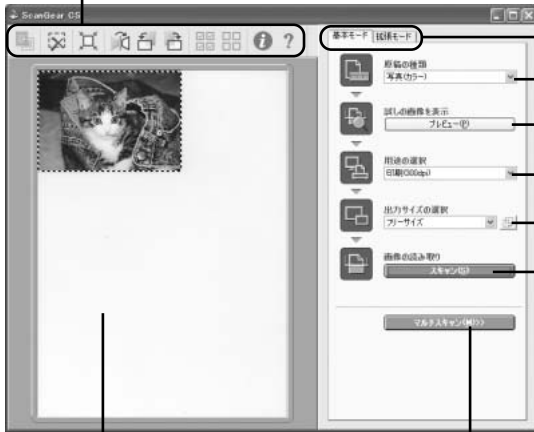 ScanGear CS
?
基本モード 拡張モード
原稿の種類
写真(カラー)
試しの画像を表示
プレビュー(P)
用途の選択
印刷(300dpi)
出力サイズの選択
フリーサイズ
画像の読み取り
スキャン(S)
マルチスキャン(M)>>